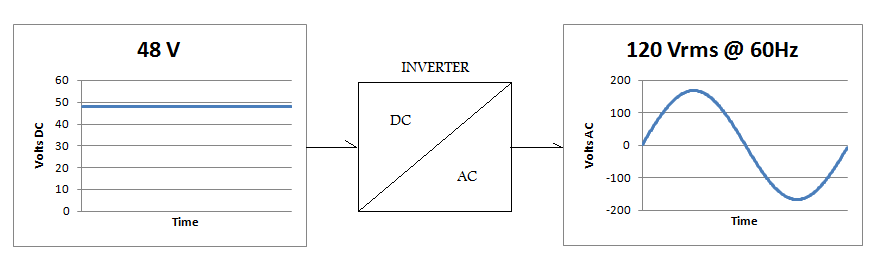 48 V
60
50
40
30
20
10
0
Volts DC
Time
INVERTER
DC
AC
120 Vrms @ 60Hz
200
100
0
-100
-200
Volts AC
Time